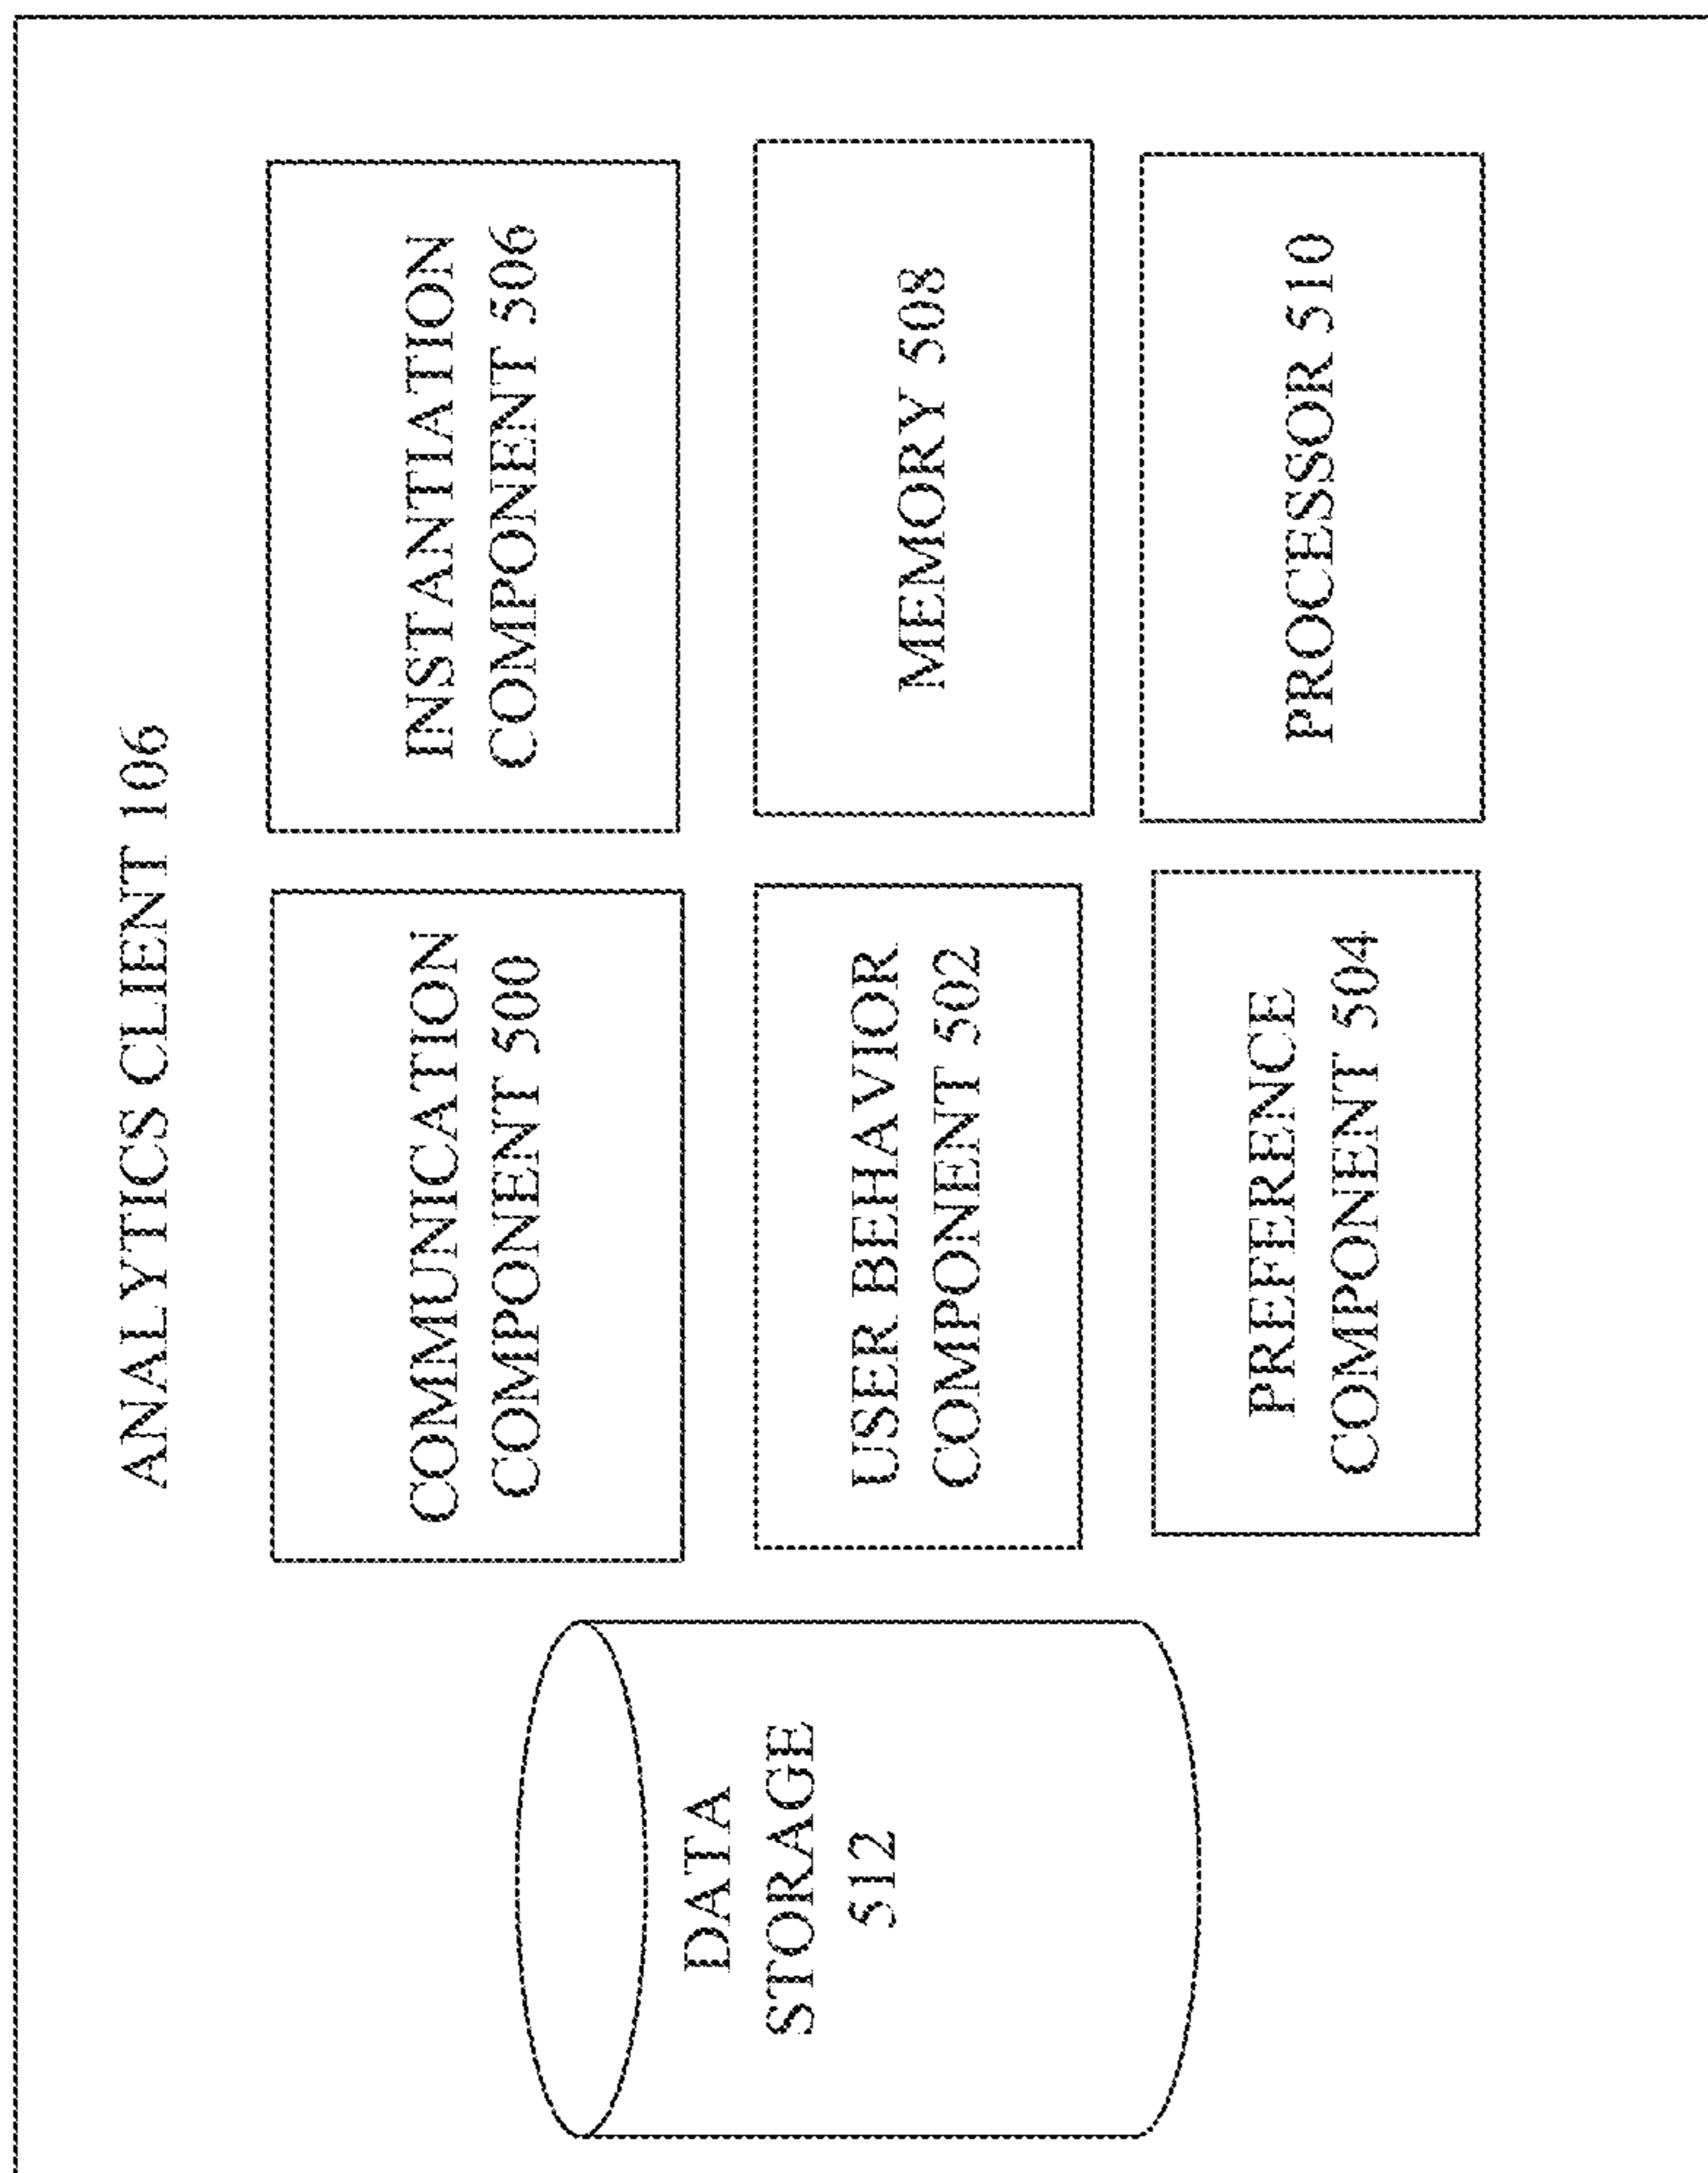 ANALYTICS CLIENT 106
DATA
STORAGE
512
COMMUNICATION
COMPONENT 500
USER BEHAVIOR
COMPONENT 502
PREFERENCE
COMPONENT 504
INSTANTIATION
COMPONENT 506
MEMORY 508
PROCESSOR 510